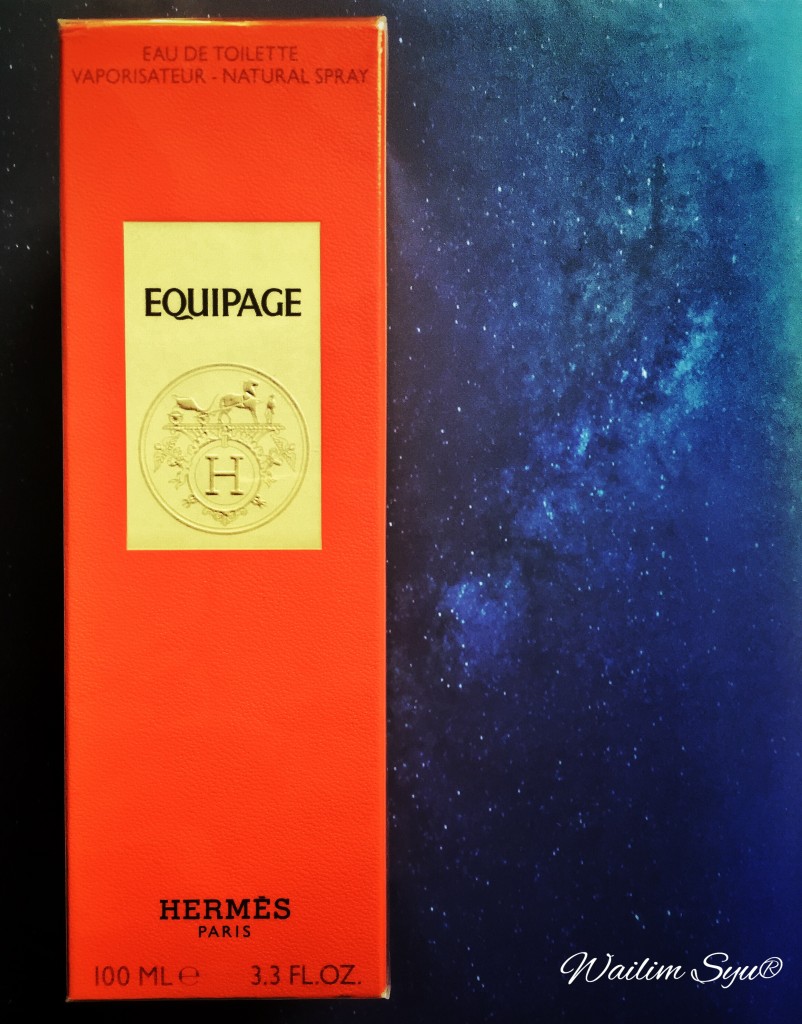 EAU DE TOILETTE
VAPORISATEUR - NATURAL SPRAY
EQUIPAGE
H
HERMÈS
PARIS
100 ML ℮ 3.3 FL.OZ.
Wailim Syu®